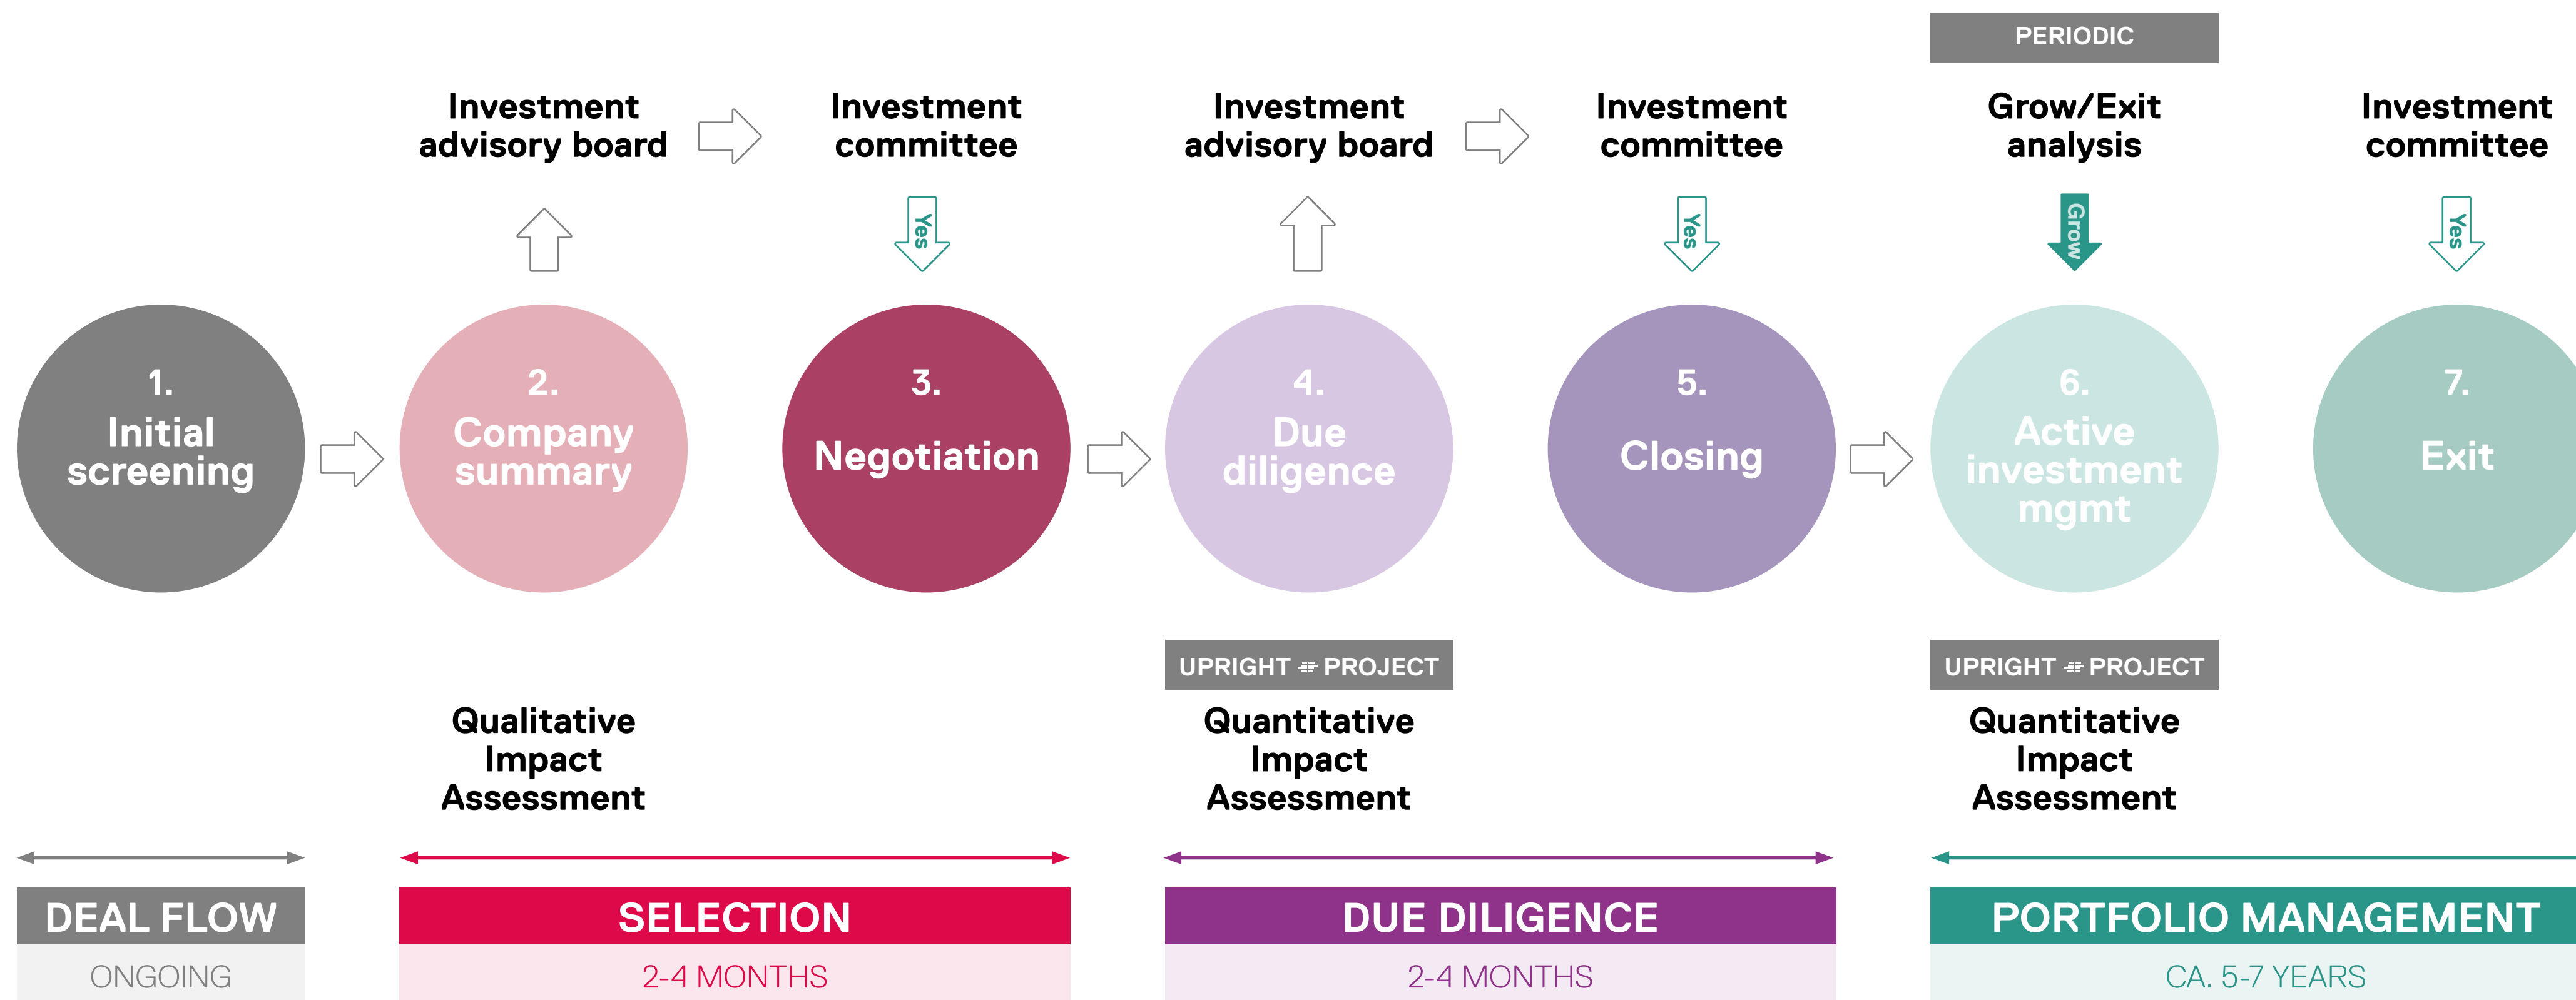 PERIODIC
Investment
advisory board
Investment
committee
Investment
advisory board
Investment
committee
Grow/Exit
analysis
Investment
committee
Yes
Yes
Grow
Yes
1.
Initial
screening
2.
Company
summary
3.
Negotiation
4.
Due
diligence
5.
Closing
6.
Active
investment
mgmt
7.
Exit
UPRIGHT PROJECT
UPRIGHT PROJECT
Qualitative
Impact
Assessment
Quantitative
Impact
Assessment
Quantitative
Impact
Assessment
DEAL FLOW
SELECTION
DUE DILIGENCE
PORTFOLIO MANAGEMENT
ONGOING
2-4 MONTHS
2-4 MONTHS
CA. 5-7 YEARS